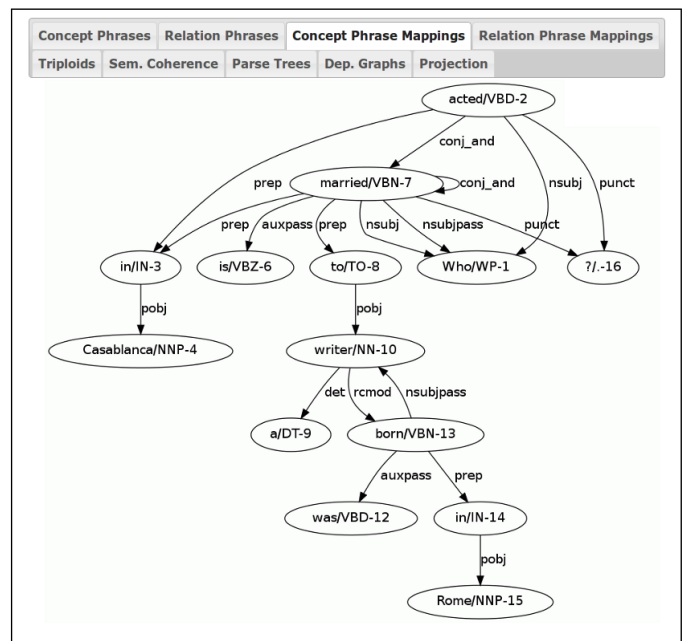 Concept Phrases Relation Phrases Concept Phrase Mappings Relation Phrase Mappings
Triploids Sem. Coherence Parse Trees Dep. Graphs Projection
acted/VBD-2
conj_and
prep married/VBN-7 conj_and nsubj punct
prep auxpass prep nsubj nsubjpass punct
in/IN-3 is/VBZ-6 to/TO-8 Who/WP-1 ?/.-16
pobj pobj
Casablanca/NNP-4 writer/NN-10
det rcmod nsubjpass
a/DT-9 born/VBN-13
auxpass prep
was/VBD-12 in/IN-14
pobj
Rome/NNP-15